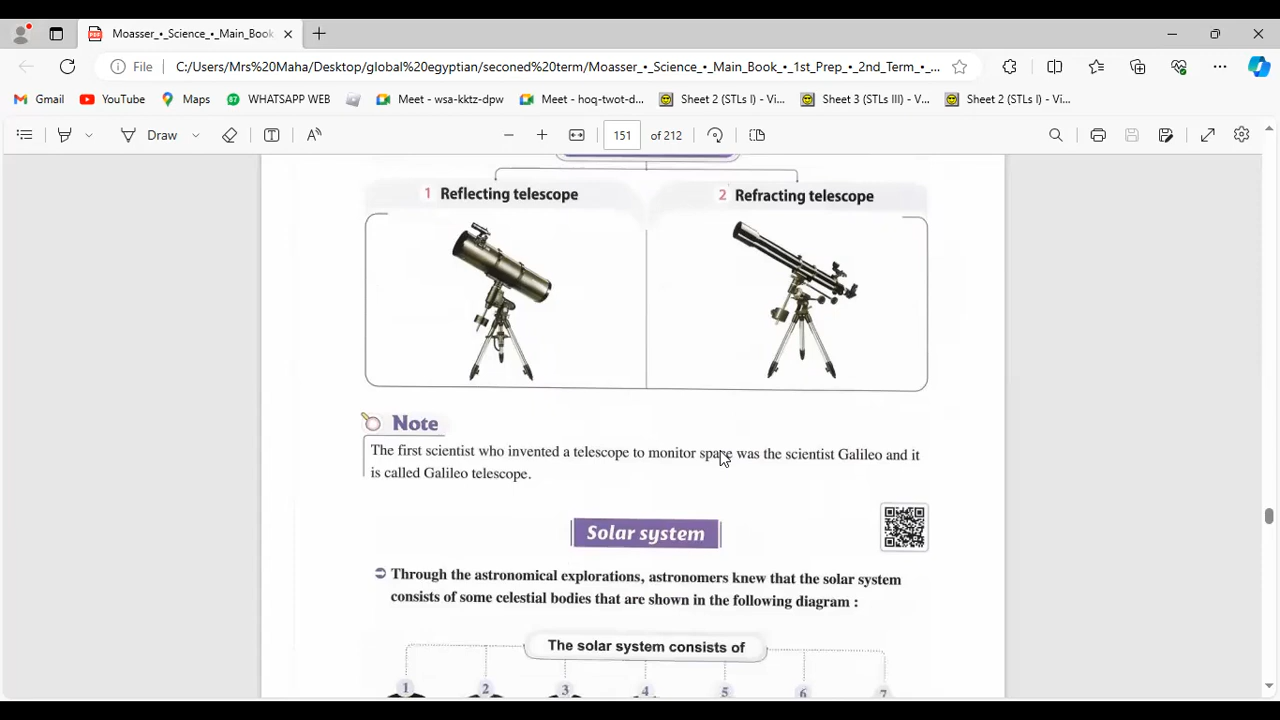 Moasser_•_Science_•_Main_Book
File
C:/Users/Mrs%20Maha/Desktop/global%20egyptian/seconed%20term/Moasser_•_Science_•_Main_Book_•_1st_Prep_•_2nd_Term_•_...
Gmail
YouTube
Maps
87
WHATSAPP WEB
Meet - wsa-kktz-dpw
Meet - hoq-twot-d...
Sheet 2 (STLs I) - Vi...
Sheet 3 (STLs III) - V...
Sheet 2 (STLs I) - Vi...
Draw
151 of 212
1 Reflecting telescope
2 Refracting telescope
Note
The first scientist who invented a telescope to monitor space was the scientist Galileo and it
is called Galileo telescope.
Solar system
Through the astronomical explorations, astronomers knew that the solar system
consists of some celestial bodies that are shown in the following diagram :
The solar system consists of
1 2 3 4 5 6 7